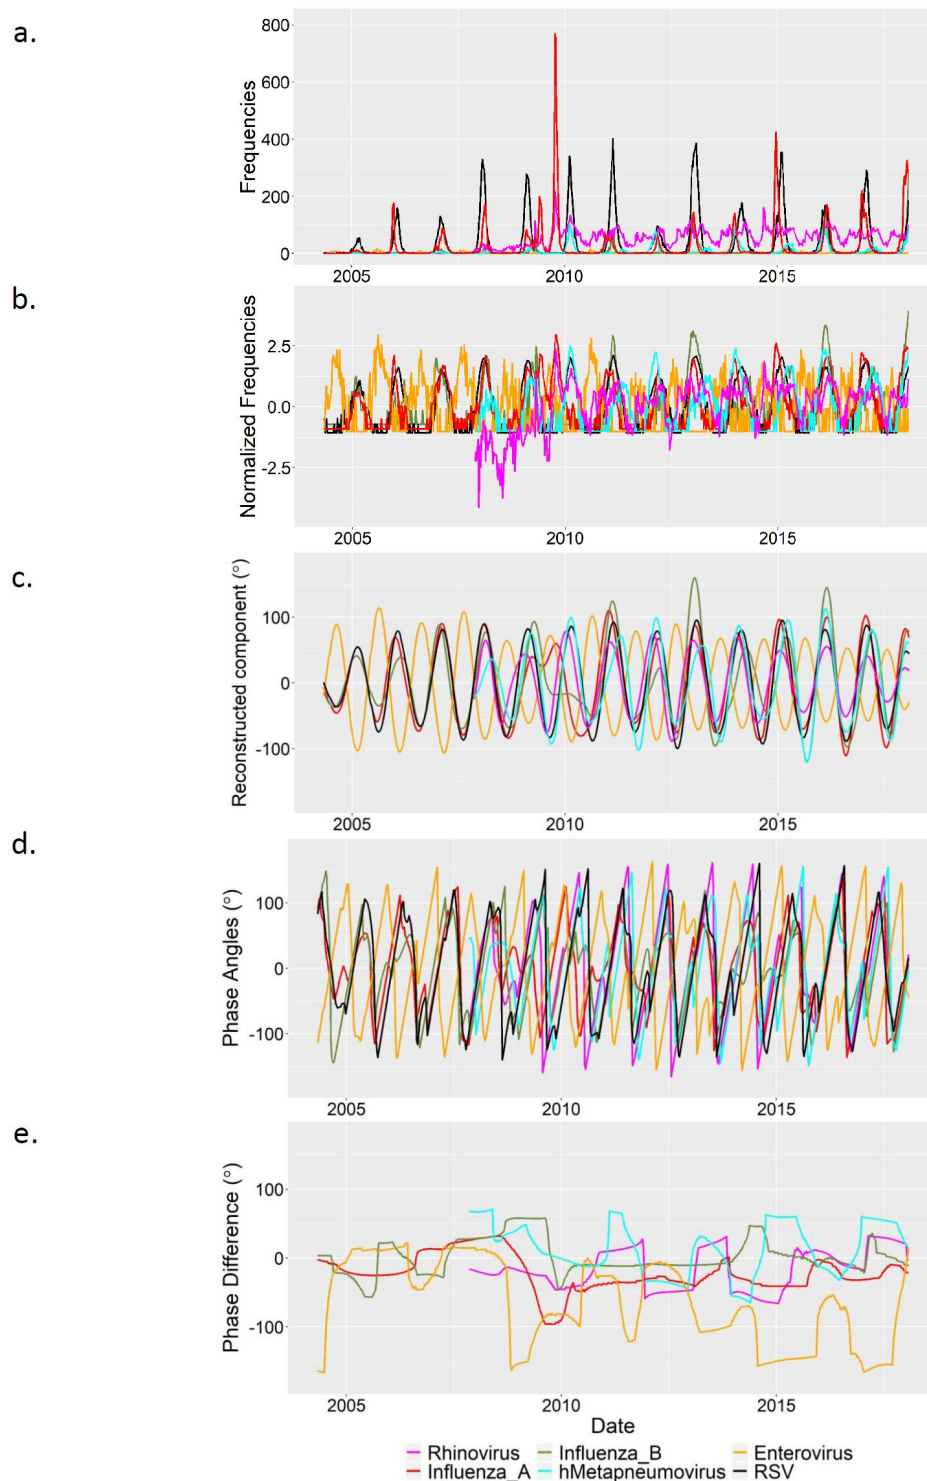 a.
800
600
400
200
0
Frequencies
2005 2010 2015
b.
2.5
0.0
-2.5
Normalized Frequencies
2005 2010 2015
c.
100
0
-100
Reconstructed component (°)
2005 2010 2015
d.
100
0
-100
Phase Angles (°)
2005 2010 2015
e.
100
0
-100
Phase Difference (°)
2005 2010 2015
Date
Rhinovirus Influenza_B Enterovirus
Influenza_A hMetapneumovirus RSV